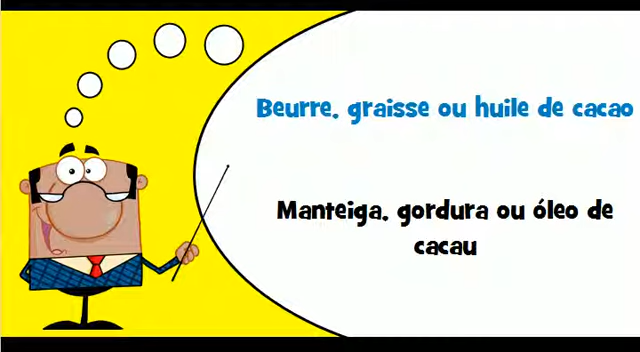 Beurre, graisse ou huile de cacao
Manteiga, gordura ou óleo de
cacau